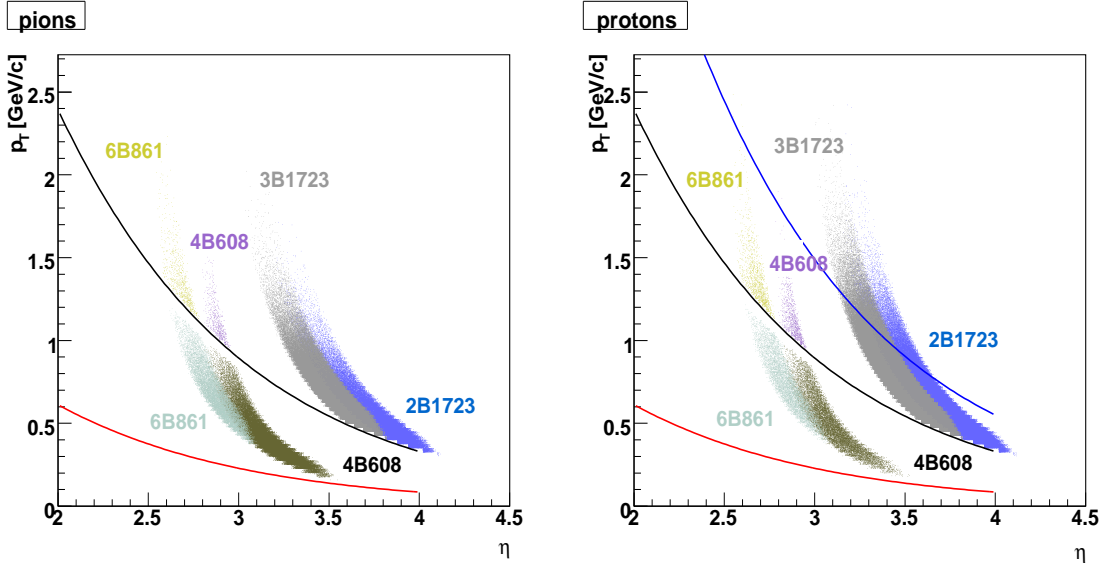 pions
p_T [GeV/c]
2.5
2
1.5
1
0.5
0
2
2.5
3
3.5
4
4.5
η
6B861
3B1723
4B608
6B861
2B1723
4B608
protons
p_T [GeV/c]
2.5
2
1.5
1
0.5
0
2
2.5
3
3.5
4
4.5
η
3B1723
6B861
4B608
2B1723
6B861
4B608